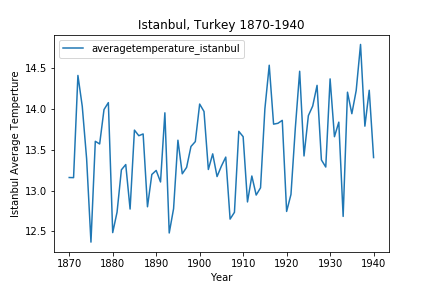 Istanbul, Turkey 1870-1940
averagetemperature_istanbul
Istanbul Average Temperture
14.5
14.0
13.5
13.0
12.5
1870 1880 1890 1900 1910 1920 1930 1940
Year